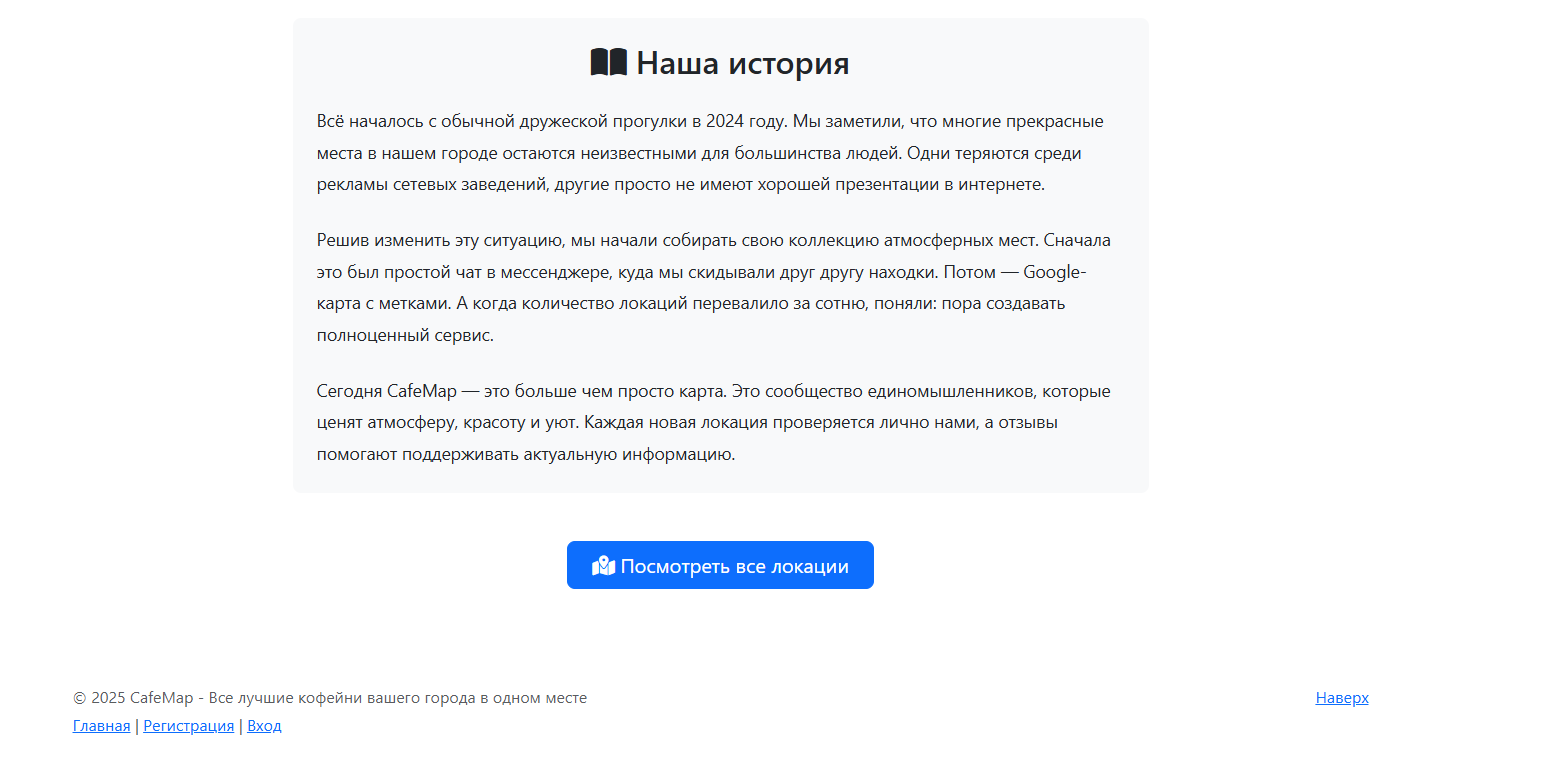 Наша история
Всё началось с обычной дружеской прогулки в 2024 году. Мы заметили, что многие прекрасные
места в нашем городе остаются неизвестными для большинства людей. Одни теряются среди
рекламы сетевых заведений, другие просто не имеют хорошей презентации в интернете.
Решив изменить эту ситуацию, мы начали собирать свою коллекцию атмосферных мест. Сначала
это был простой чат в мессенджере, куда мы скидывали друг другу находки. Потом — Google-
карта с метками. А когда количество локаций перевалило за сотню, поняли: пора создавать
полноценный сервис.
Сегодня CafeMap — это больше чем просто карта. Это сообщество единомышленников, которые
ценят атмосферу, красоту и уют. Каждая новая локация проверяется лично нами, а отзывы
помогают поддерживать актуальную информацию.
Посмотреть все локации
© 2025 CafeMap - Все лучшие кофейни вашего города в одном месте
Наверх
Главная | Регистрация | Вход